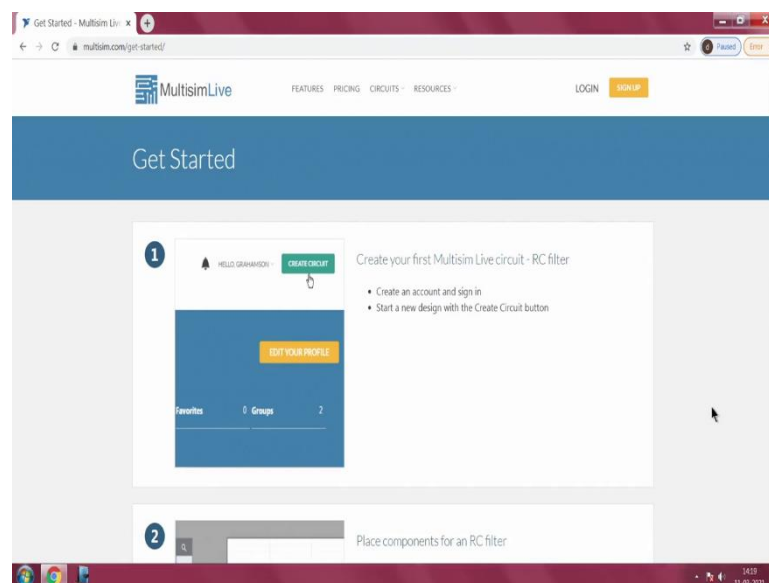 Get Started - Multisim Liv
multisim.com/get-started/
d Paused Error
MultisimLive FEATURES PRICING CIRCUITS RESOURCES LOGIN SIGN UP
Get Started
1
HELLO, GRAHAMSON CREATE CIRCUIT
EDIT YOUR PROFILE
Favorites 0 Groups 2
Create your first Multisim Live circuit - RC filter
• Create an account and sign in
• Start a new design with the Create Circuit button
2
Place components for an RC filter
14:19